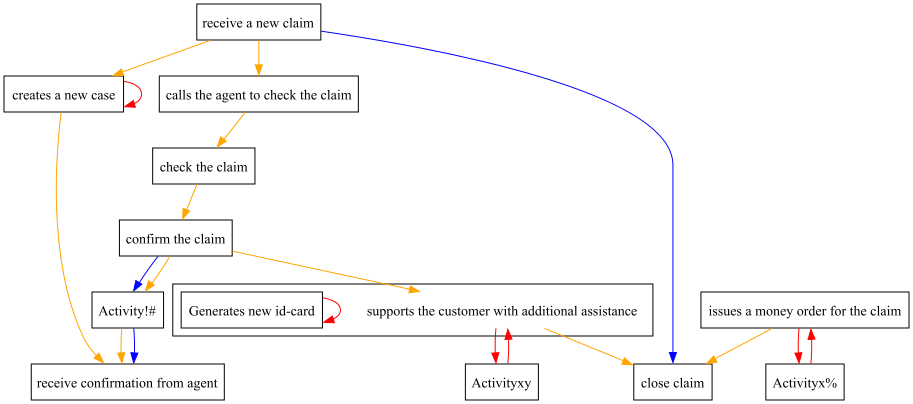 receive a new claim
creates a new case
calls the agent to check the claim
check the claim
confirm the claim
Activity!#
Generates new id-card
supports the customer with additional assistance
issues a money order for the claim
receive confirmation from agent
Activityxy
close claim
Activityx%